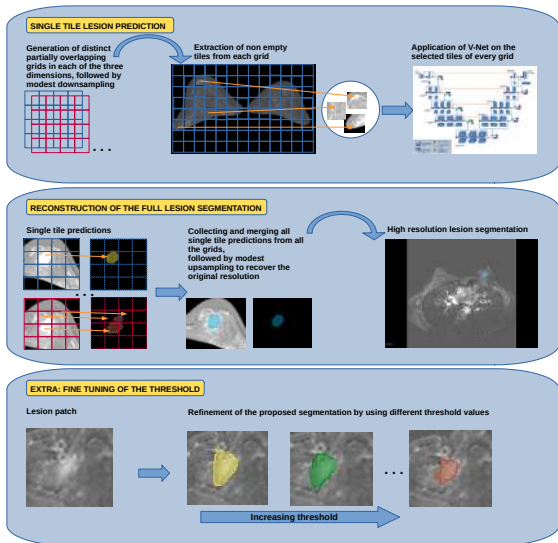 SINGLE TILE LESION PREDICTION
Generation of distinct
partially overlapping
grids in each of the three
dimensions, followed by
modest downsampling
Extraction of non empty
tiles from each grid
Application of V-Net on the
selected tiles of every grid
. . .
RECONSTRUCTION OF THE FULL LESION SEGMENTATION
Single tile predictions
Collecting and merging all
single tile predictions from all
the grids,
followed by modest
upsampling to recover the
original resolution
High resolution lesion segmentation
. . .
EXTRA: FINE TUNING OF THE THRESHOLD
Lesion patch
Refinement of the proposed segmentation by using different threshold values
. . .
Increasing threshold